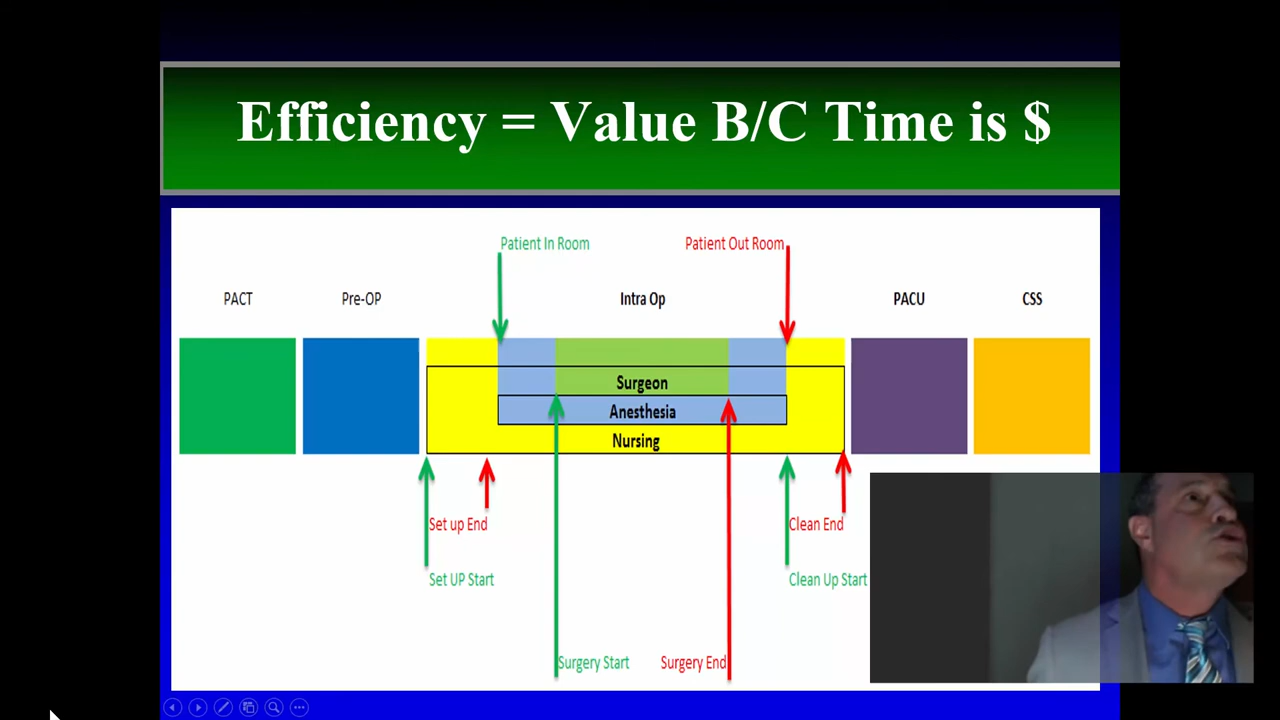 Efficiency = Value B/C Time is $
Patient In Room
Patient Out Room
PACT
Pre-OP
Intra Op
PACU
CSS
Surgeon
Anesthesia
Nursing
Set up End
Clean End
Set UP Start
Clean Up Start
Surgery Start
Surgery End